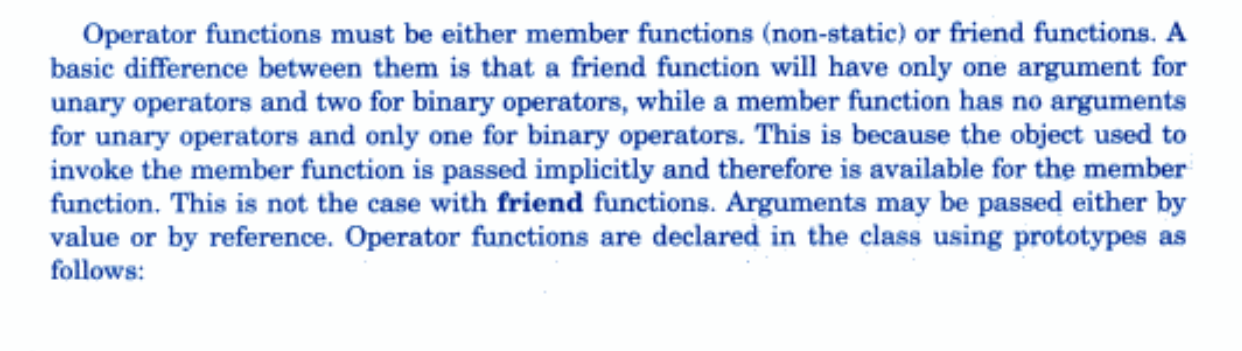 Operator functions must be either member functions (non-static) or friend functions. A
basic difference between them is that a friend function will have only one argument for
unary operators and two for binary operators, while a member function has no arguments
for unary operators and only one for binary operators. This is because the object used to
invoke the member function is passed implicitly and therefore is available for the member
function. This is not the case with friend functions. Arguments may be passed either by
value or by reference. Operator functions are declared in the class using prototypes as
follows: